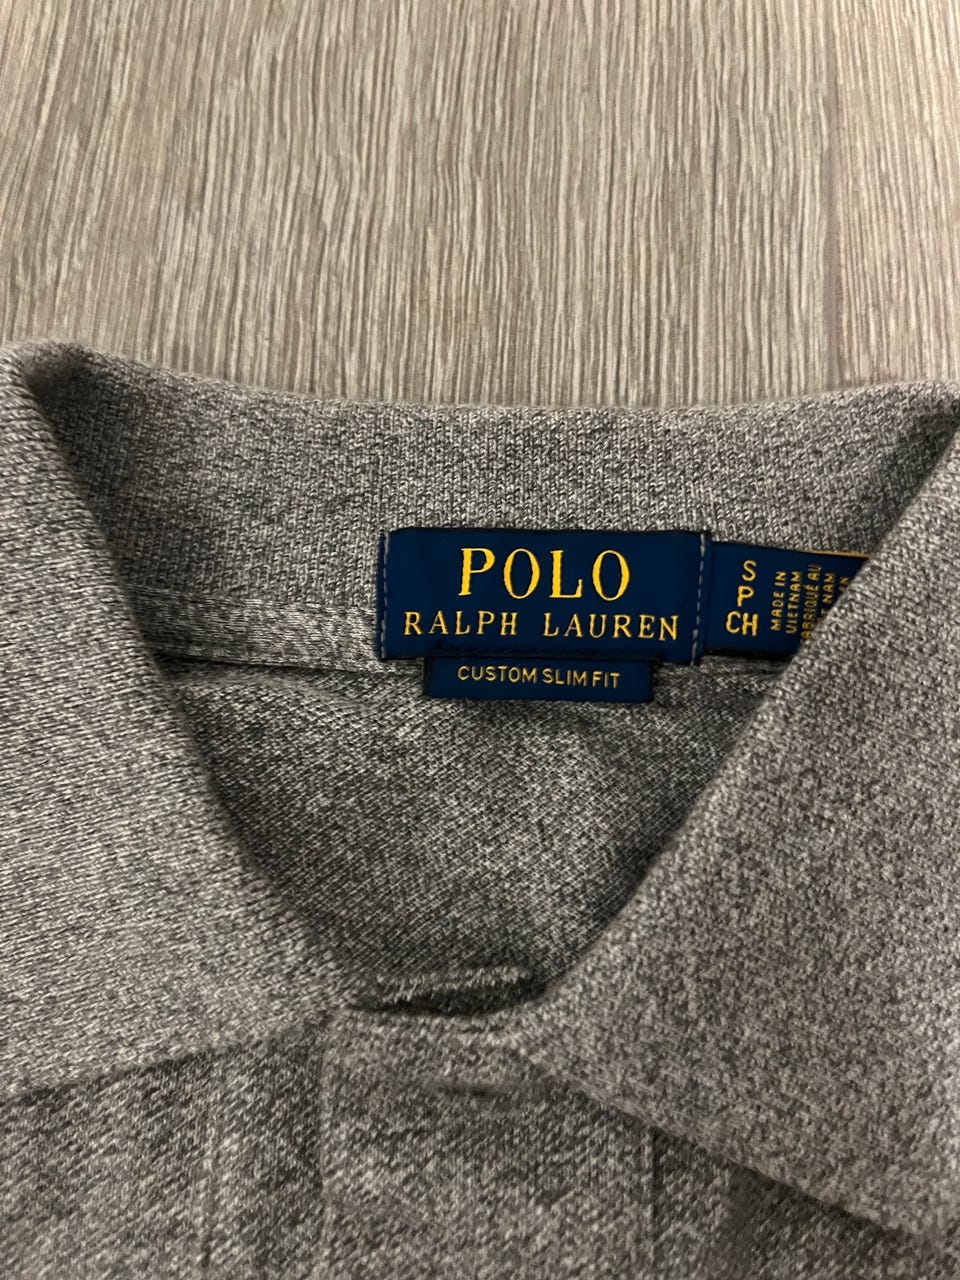 POLO
RALPH LAUREN
CUSTOM SLIM FIT
S
P
CH
MADE IN
VIETNAM